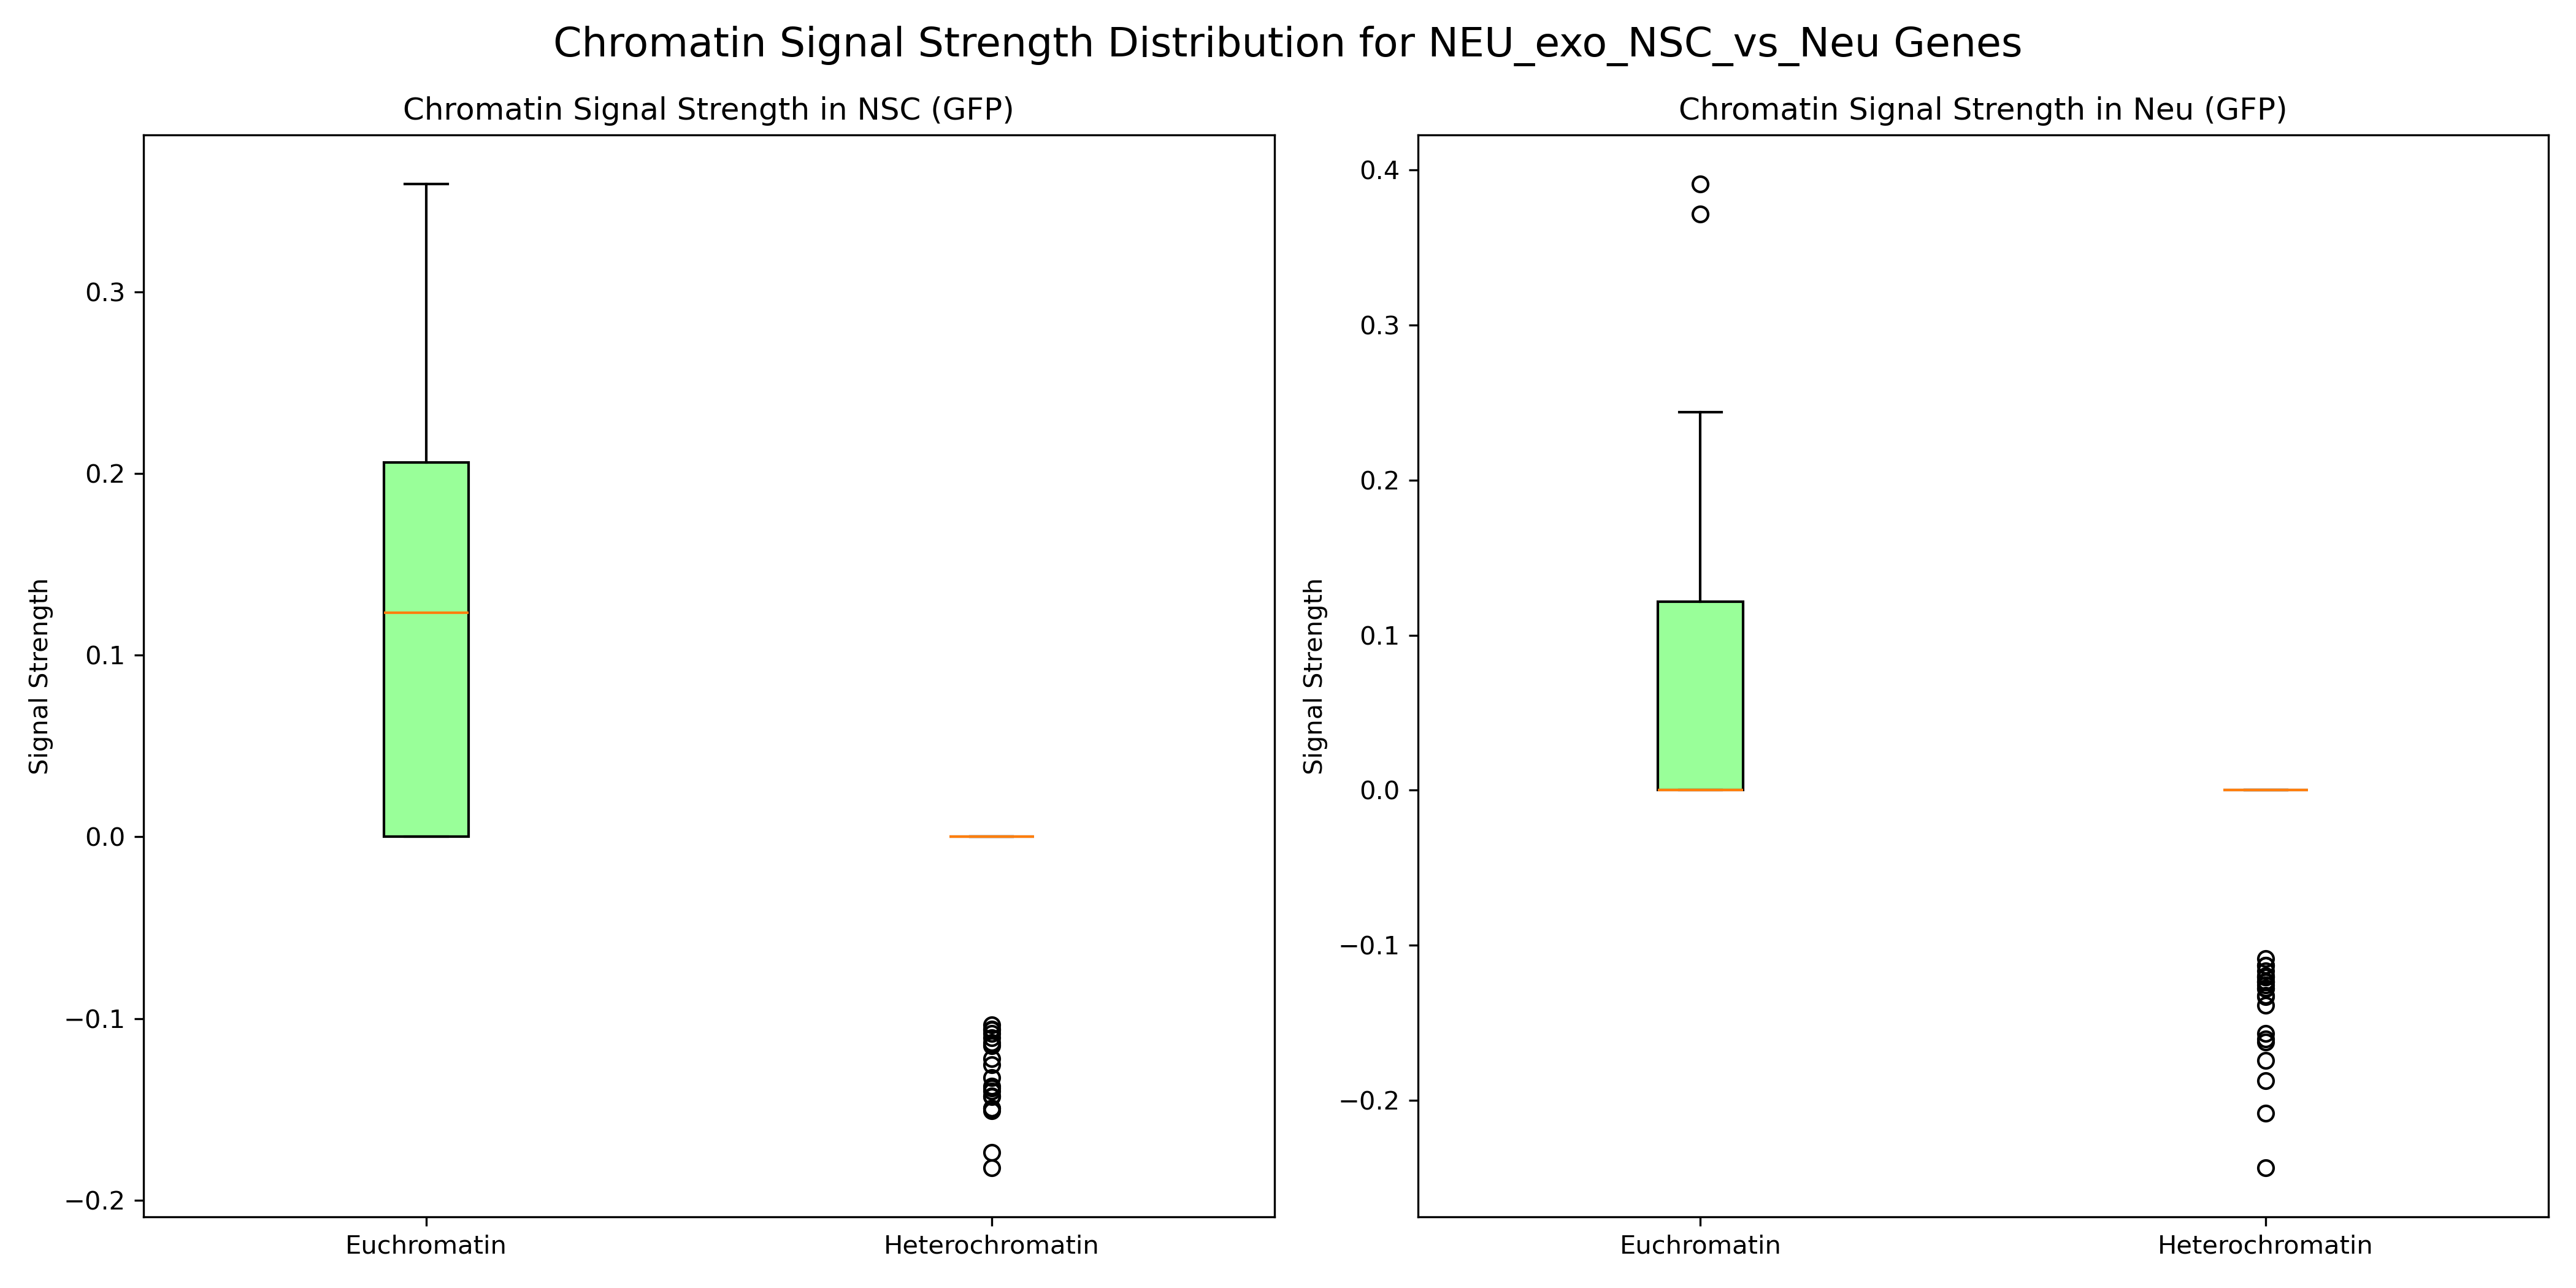 Chromatin Signal Strength Distribution for NEU_exo_NSC_vs_Neu Genes
Chromatin Signal Strength in NSC (GFP)
Signal Strength
0.3
0.2
0.1
0.0
−0.1
−0.2
Euchromatin
Heterochromatin
Chromatin Signal Strength in Neu (GFP)
Signal Strength
0.4
0.3
0.2
0.1
0.0
−0.1
−0.2
Euchromatin
Heterochromatin